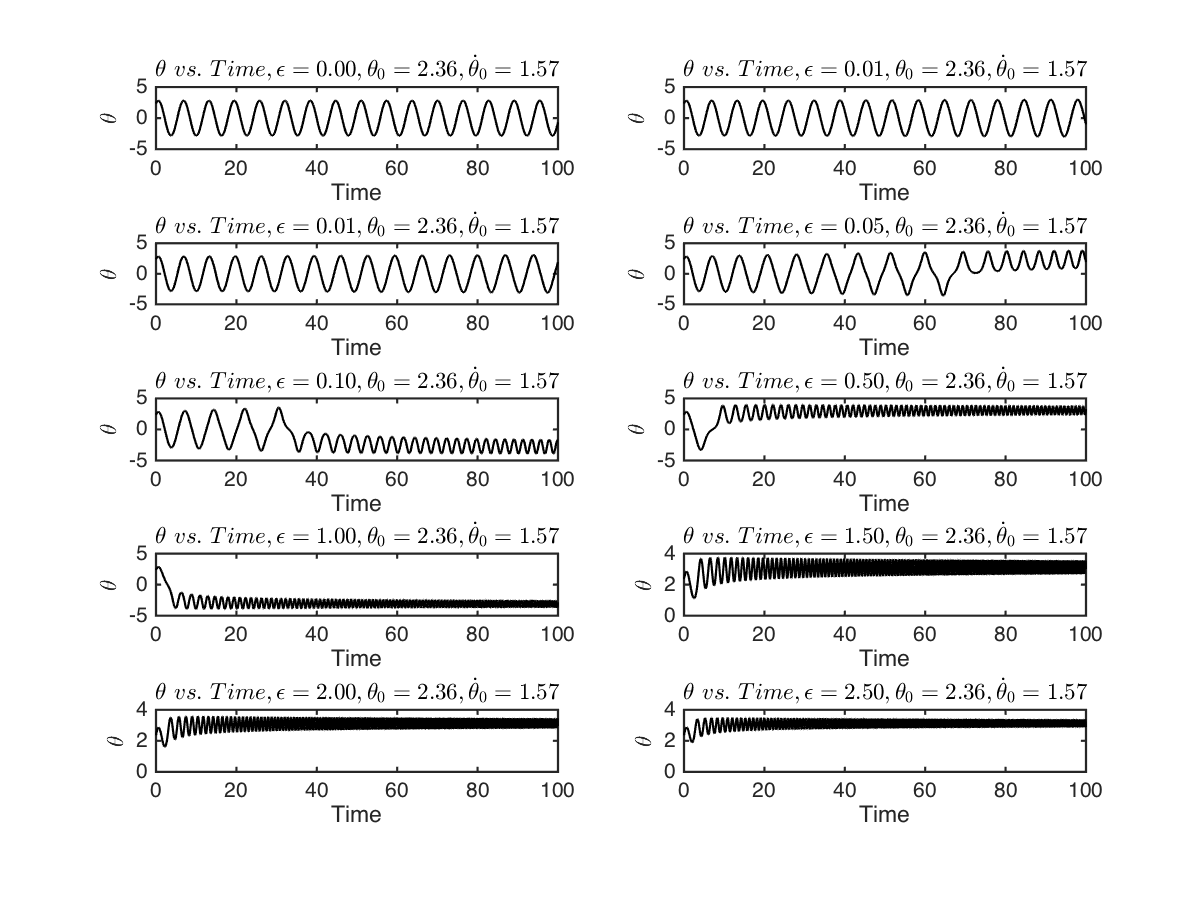 θ vs. Time, ϵ = 0.00, θ₀ = 2.36, θ̇₀ = 1.57
5
0
-5
θ
0 20 40 60 80 100
Time
θ vs. Time, ϵ = 0.01, θ₀ = 2.36, θ̇₀ = 1.57
5
0
-5
θ
0 20 40 60 80 100
Time
θ vs. Time, ϵ = 0.01, θ₀ = 2.36, θ̇₀ = 1.57
5
0
-5
θ
0 20 40 60 80 100
Time
θ vs. Time, ϵ = 0.05, θ₀ = 2.36, θ̇₀ = 1.57
5
0
-5
θ
0 20 40 60 80 100
Time
θ vs. Time, ϵ = 0.10, θ₀ = 2.36, θ̇₀ = 1.57
5
0
-5
θ
0 20 40 60 80 100
Time
θ vs. Time, ϵ = 0.50, θ₀ = 2.36, θ̇₀ = 1.57
5
0
-5
θ
0 20 40 60 80 100
Time
θ vs. Time, ϵ = 1.00, θ₀ = 2.36, θ̇₀ = 1.57
5
0
-5
θ
0 20 40 60 80 100
Time
θ vs. Time, ϵ = 1.50, θ₀ = 2.36, θ̇₀ = 1.57
4
2
0
θ
0 20 40 60 80 100
Time
θ vs. Time, ϵ = 2.00, θ₀ = 2.36, θ̇₀ = 1.57
4
2
0
θ
0 20 40 60 80 100
Time
θ vs. Time, ϵ = 2.50, θ₀ = 2.36, θ̇₀ = 1.57
4
2
0
θ
0 20 40 60 80 100
Time